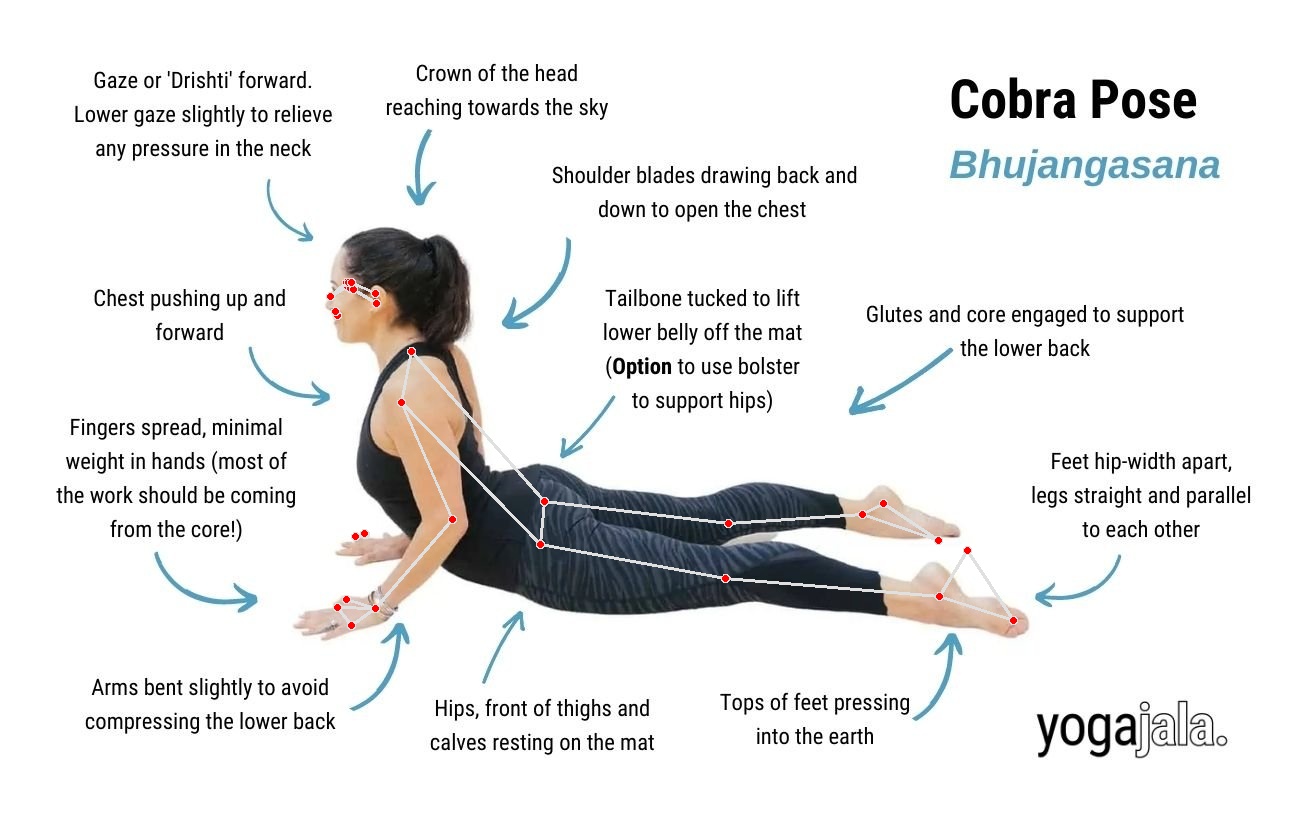 Cobra Pose
Bhujangasana
Gaze or 'Drishti' forward.
Lower gaze slightly to relieve
any pressure in the neck
Crown of the head
reaching towards the sky
Shoulder blades drawing back and
down to open the chest
Chest pushing up and
forward
Tailbone tucked to lift
lower belly off the mat
(Option to use bolster
to support hips)
Glutes and core engaged to support
the lower back
Fingers spread, minimal
weight in hands (most of
the work should be coming
from the core!)
Feet hip-width apart,
legs straight and parallel
to each other
Arms bent slightly to avoid
compressing the lower back
Hips, front of thighs and
calves resting on the mat
Tops of feet pressing
into the earth
yogajala.